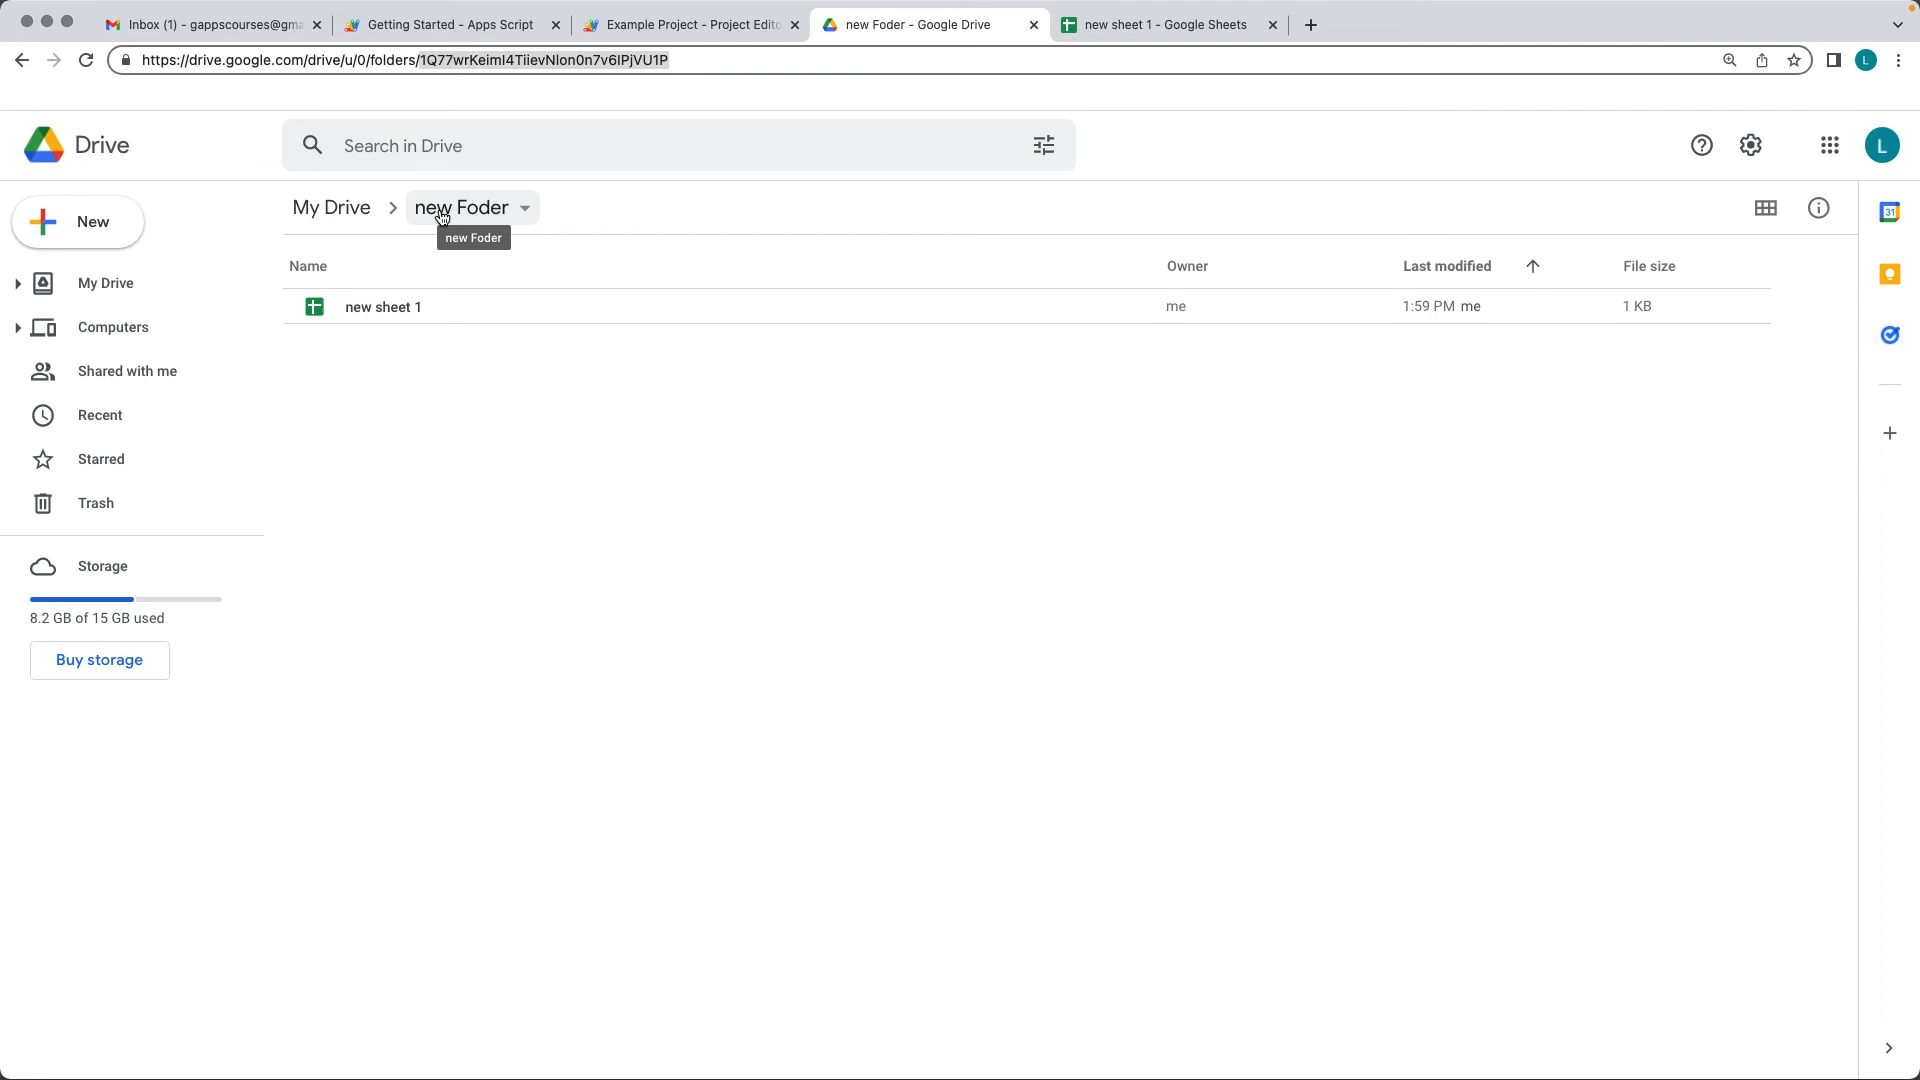 Inbox (1) - gappscourses@gma
Getting Started - Apps Script
Example Project - Project Edito
new Foder - Google Drive
new sheet 1 - Google Sheets
https://drive.google.com/drive/u/0/folders/1Q77wrKeiml4TiievNlon0n7v6IPjVU1P
L
Drive
Search in Drive
L
My Drive
new Foder
new Foder
New
My Drive
Computers
Shared with me
Recent
Starred
Trash
Storage
8.2 GB of 15 GB used
Buy storage
Name Owner Last modified File size
new sheet 1 me 1:59 PM me 1 KB
31